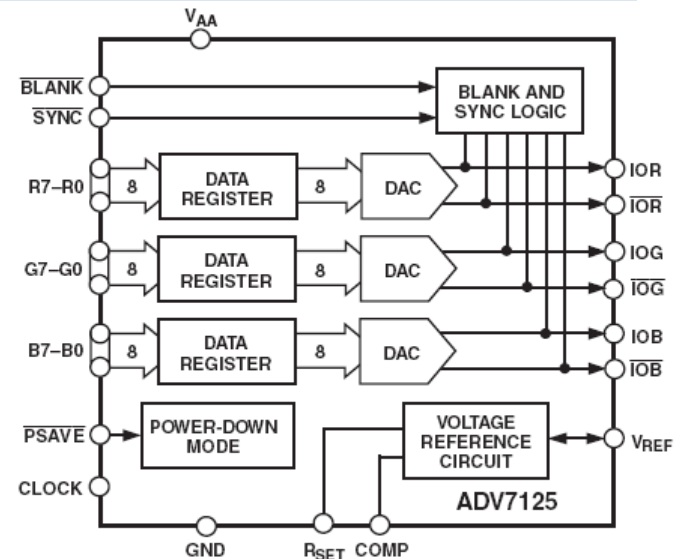 VAA
BLANK
SYNC
BLANK AND
SYNC LOGIC
R7–R0
8
DATA
REGISTER
8
DAC
IOR
IOR
G7–G0
8
DATA
REGISTER
8
DAC
IOG
IOG
B7–B0
8
DATA
REGISTER
8
DAC
IOB
IOB
PSAVE
POWER-DOWN
MODE
VOLTAGE
REFERENCE
CIRCUIT
VREF
CLOCK
ADV7125
GND
RSET
COMP